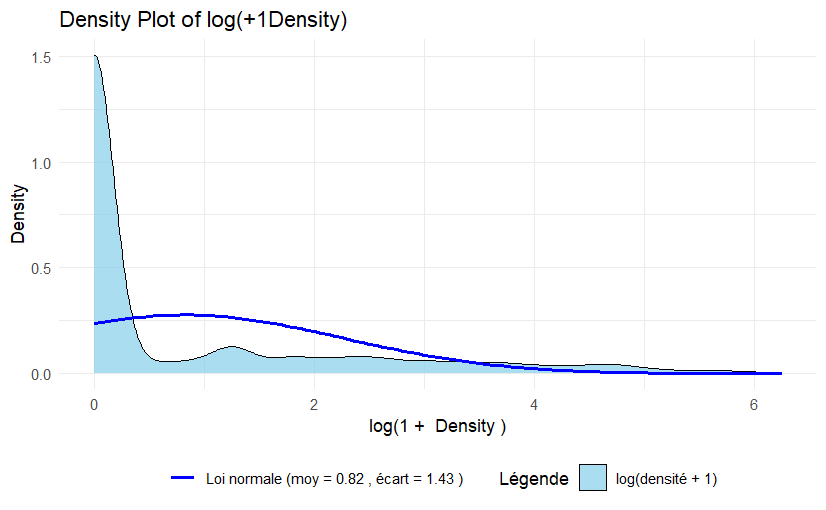 Density Plot of log(+1Density)
1.5
1.0
0.5
0.0
Density
0
2
4
6
log(1 +  Density )
Loi normale (moy = 0.82 , écart = 1.43 )
Légende
log(densité + 1)